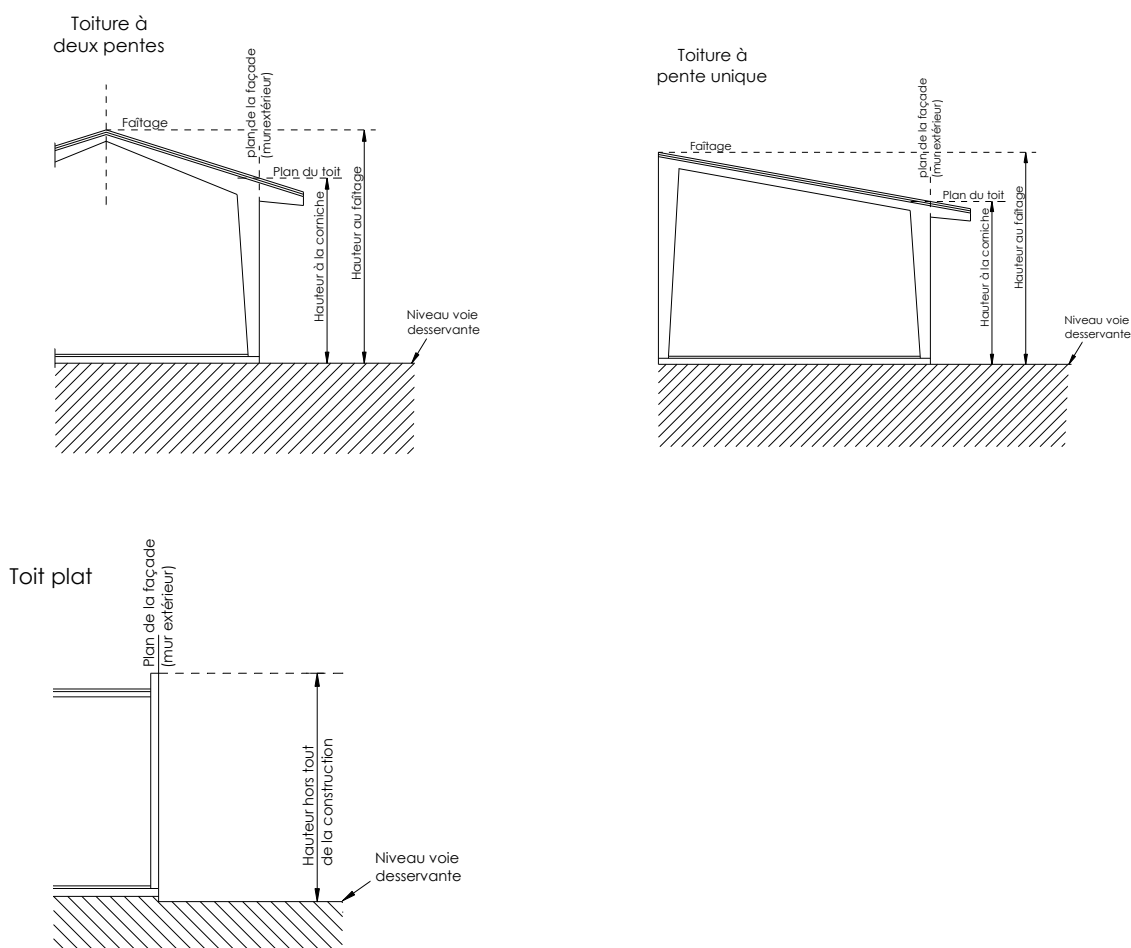 Toiture à
deux pentes
Faîtage
plan de la façade
(mur extérieur)
Plan du toit
Hauteur à la corniche
Hauteur au faîtage
Niveau voie
desservante
Toiture à
pente unique
Faîtage
plan de la façade
(mur extérieur)
Plan du toit
Hauteur à la corniche
Hauteur au faîtage
Niveau voie
desservante
Toit plat
Plan de la façade
(mur extérieur)
Hauteur hors tout
de la construction
Niveau voie
desservante